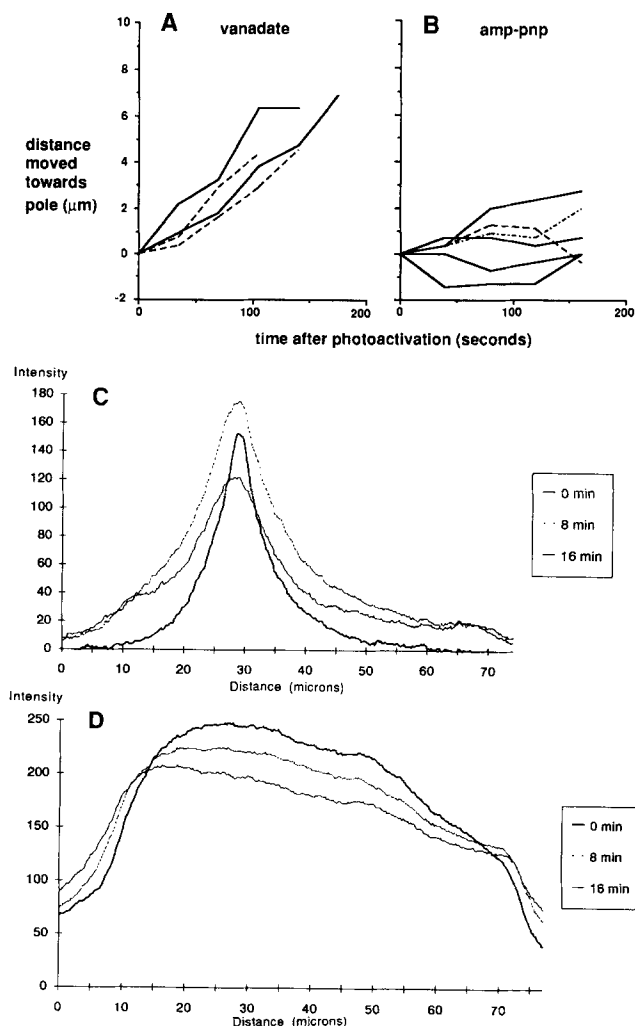 A vanadate
B amp-pnp
distance
moved
towards
pole (μm)
10
8
6
4
2
0
-2
0 100 200
0 100 200
time after photoactivation (seconds)
Intensity
C
180
160
140
120
100
80
60
40
20
0
0 10 20 30 40 50 60 70
Distance (microns)
0 min
8 min
16 min
Intensity
D
250
200
150
100
50
0
0 10 20 30 40 50 60 70
Distance (microns)
0 min
8 min
16 min